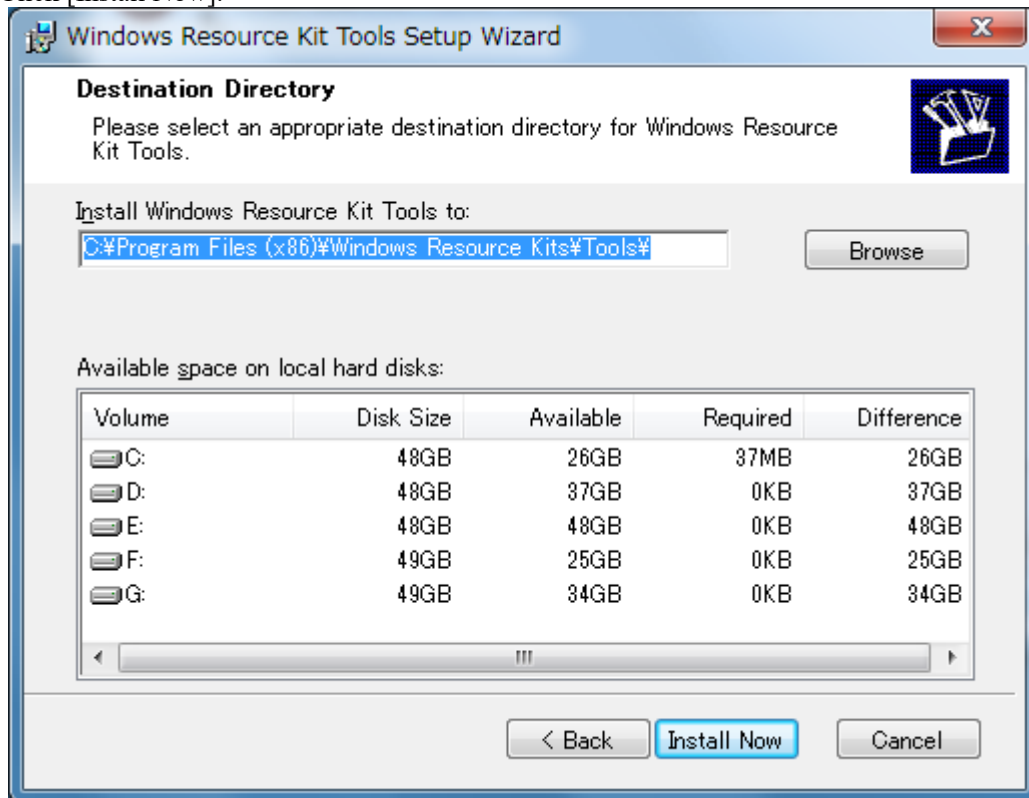 Windows Resource Kit Tools Setup Wizard
Destination Directory
Please select an appropriate destination directory for Windows Resource
Kit Tools.
Install Windows Resource Kit Tools to:
C:¥Program Files (x86)¥Windows Resource Kits¥Tools¥
Browse
Available space on local hard disks:
Volume Disk Size Available Required Difference
C: 48GB 26GB 37MB 26GB
D: 48GB 37GB 0KB 37GB
E: 48GB 48GB 0KB 48GB
F: 49GB 25GB 0KB 25GB
G: 49GB 34GB 0KB 34GB
< Back Install Now Cancel